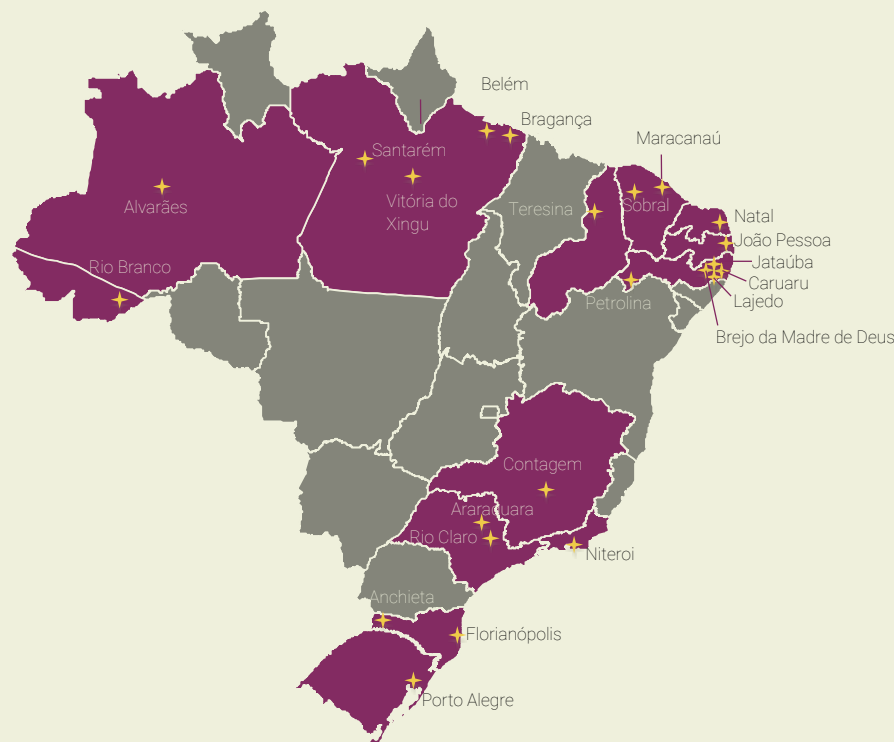 Belém
Bragança
Maracanaú
Santarém
Alvarães
Vitória do
Xingu
Teresina
Sobral
Natal
João Pessoa
Jataúba
Caruaru
Lajedo
Rio Branco
Petrolina
Brejo da Madre de Deus
Contagem
Araraquara
Rio Claro
Niteroi
Anchieta
Florianópolis
Porto Alegre